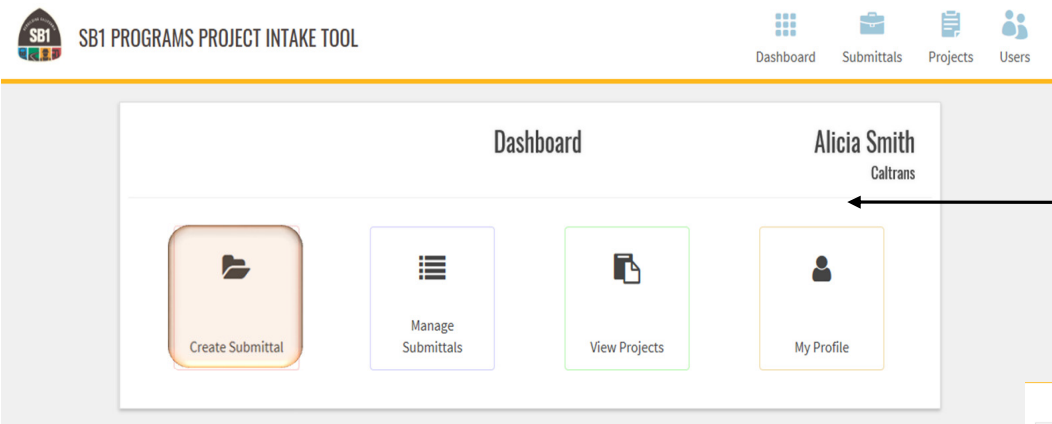 SB1
SB1 PROGRAMS PROJECT INTAKE TOOL
Dashboard
Submittals
Projects
Users
Dashboard
Alicia Smith
Caltrans
Create Submittal
Manage
Submittals
View Projects
My Profile